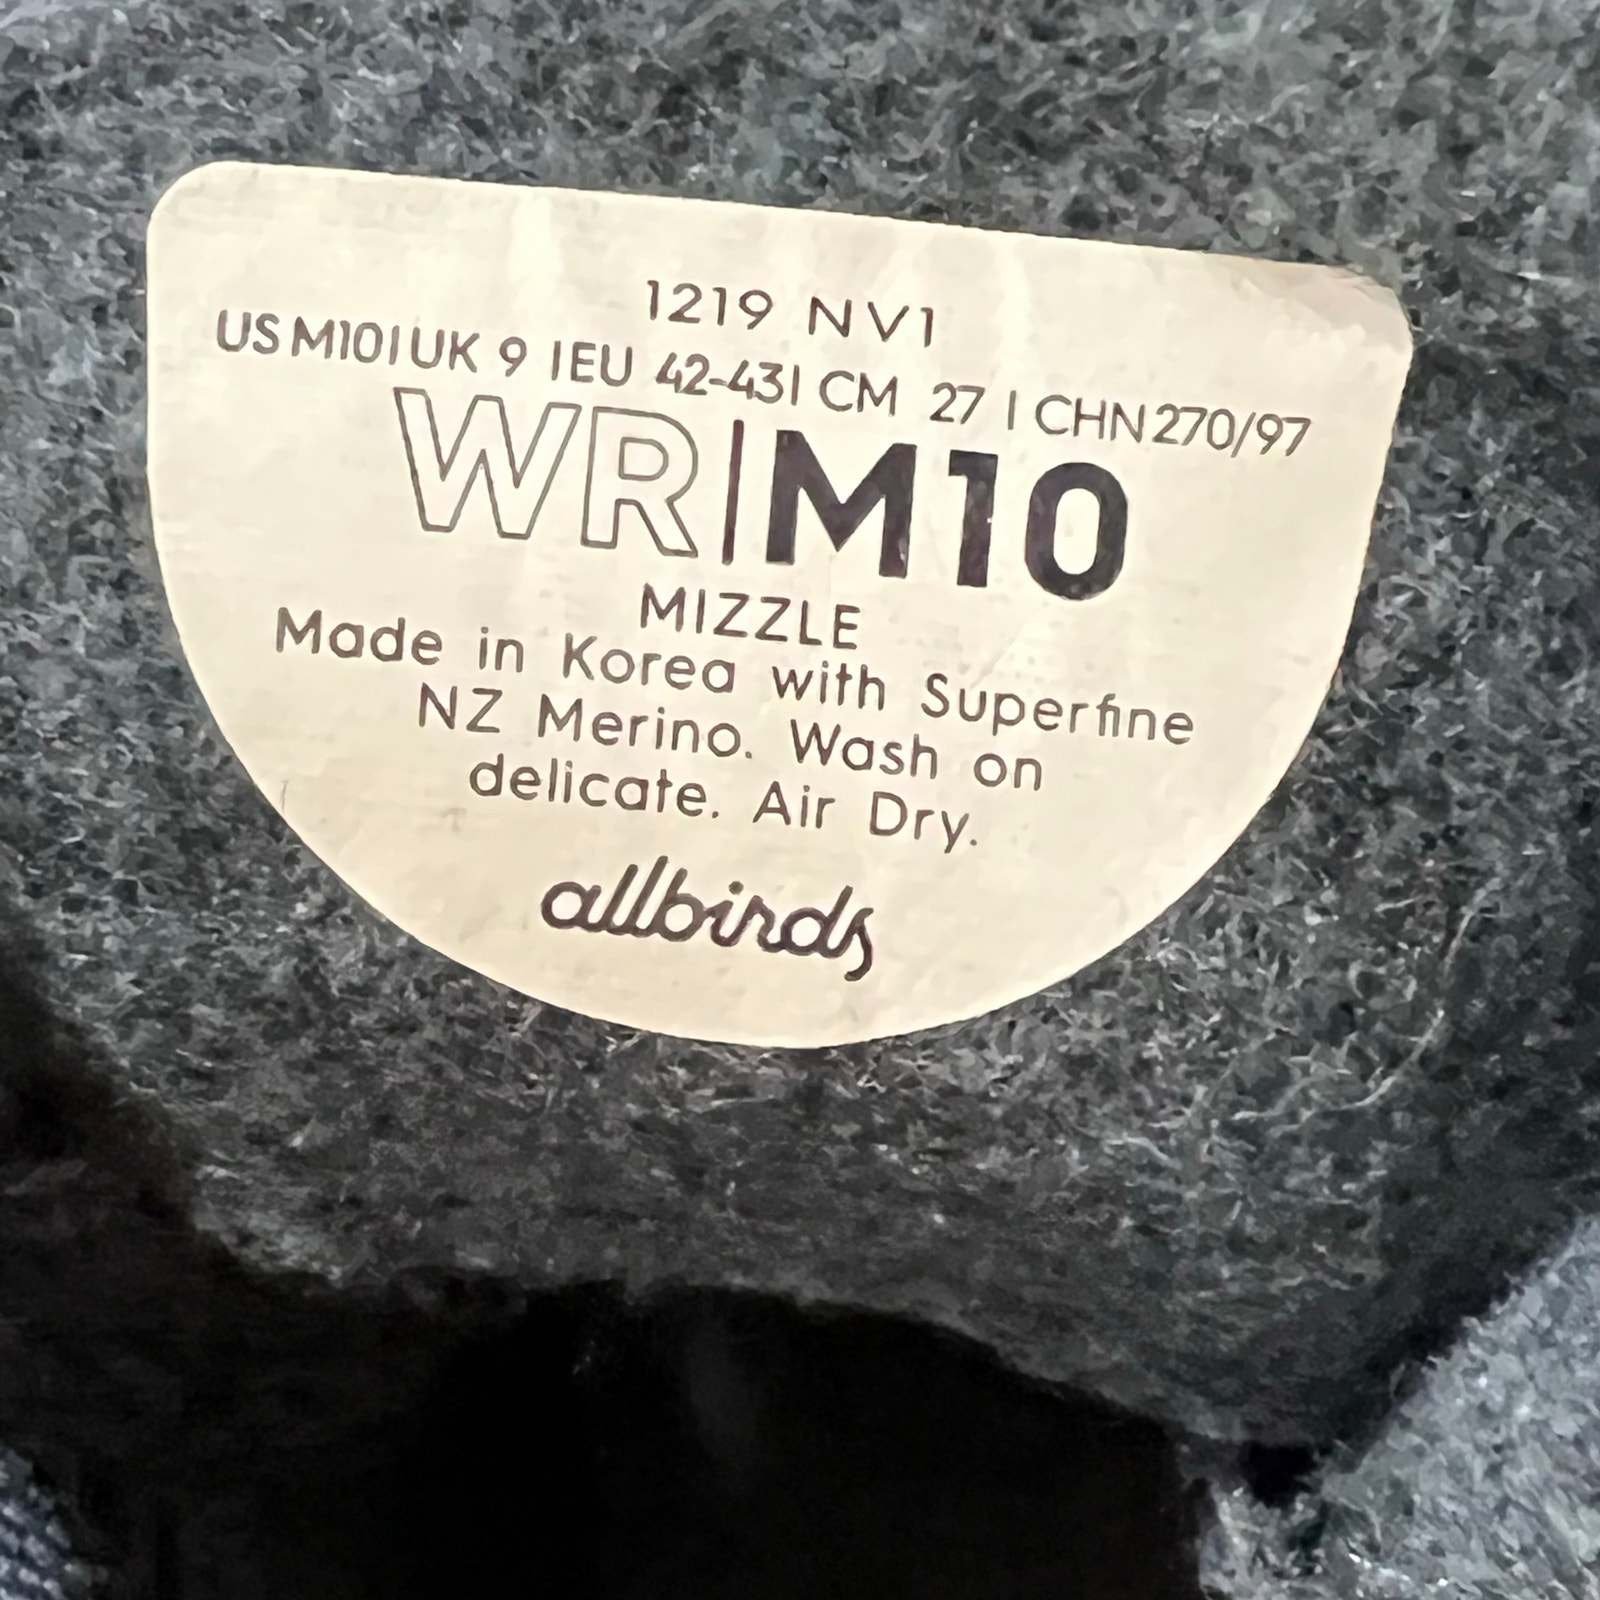 1219 NV1
US M10 | UK 9 | EU 42-43 | CM 27 | CHN 270/97
WR|M10
MIZZLE
Made in Korea with Superfine
NZ Merino. Wash on
delicate. Air Dry.
allbirds